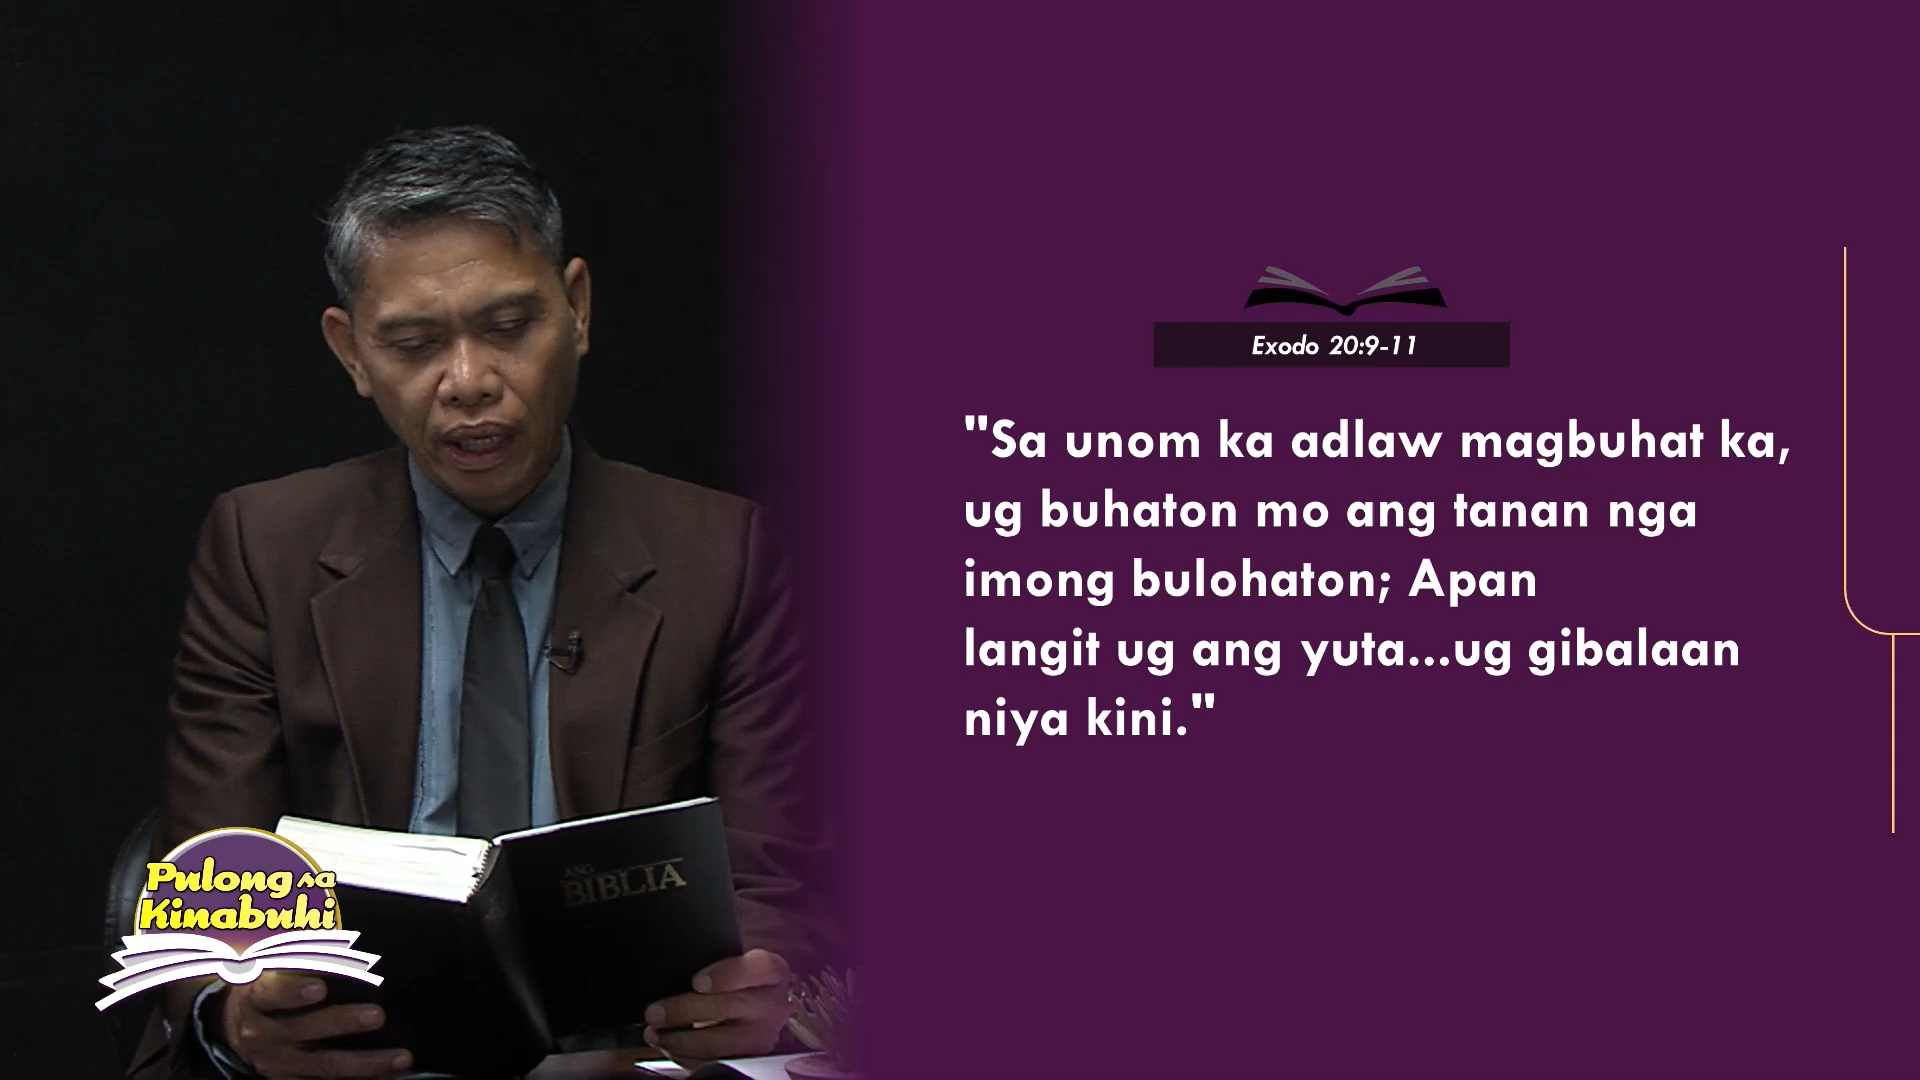 Exodo 20:9-11
"Sa unom ka adlaw magbuhat ka,
ug buhaton mo ang tanan nga
imong bulohaton; Apan
langit ug ang yuta...ug gibalaan
niya kini."
ANG
BIBLIA
Pulong sa
Kinabuhi